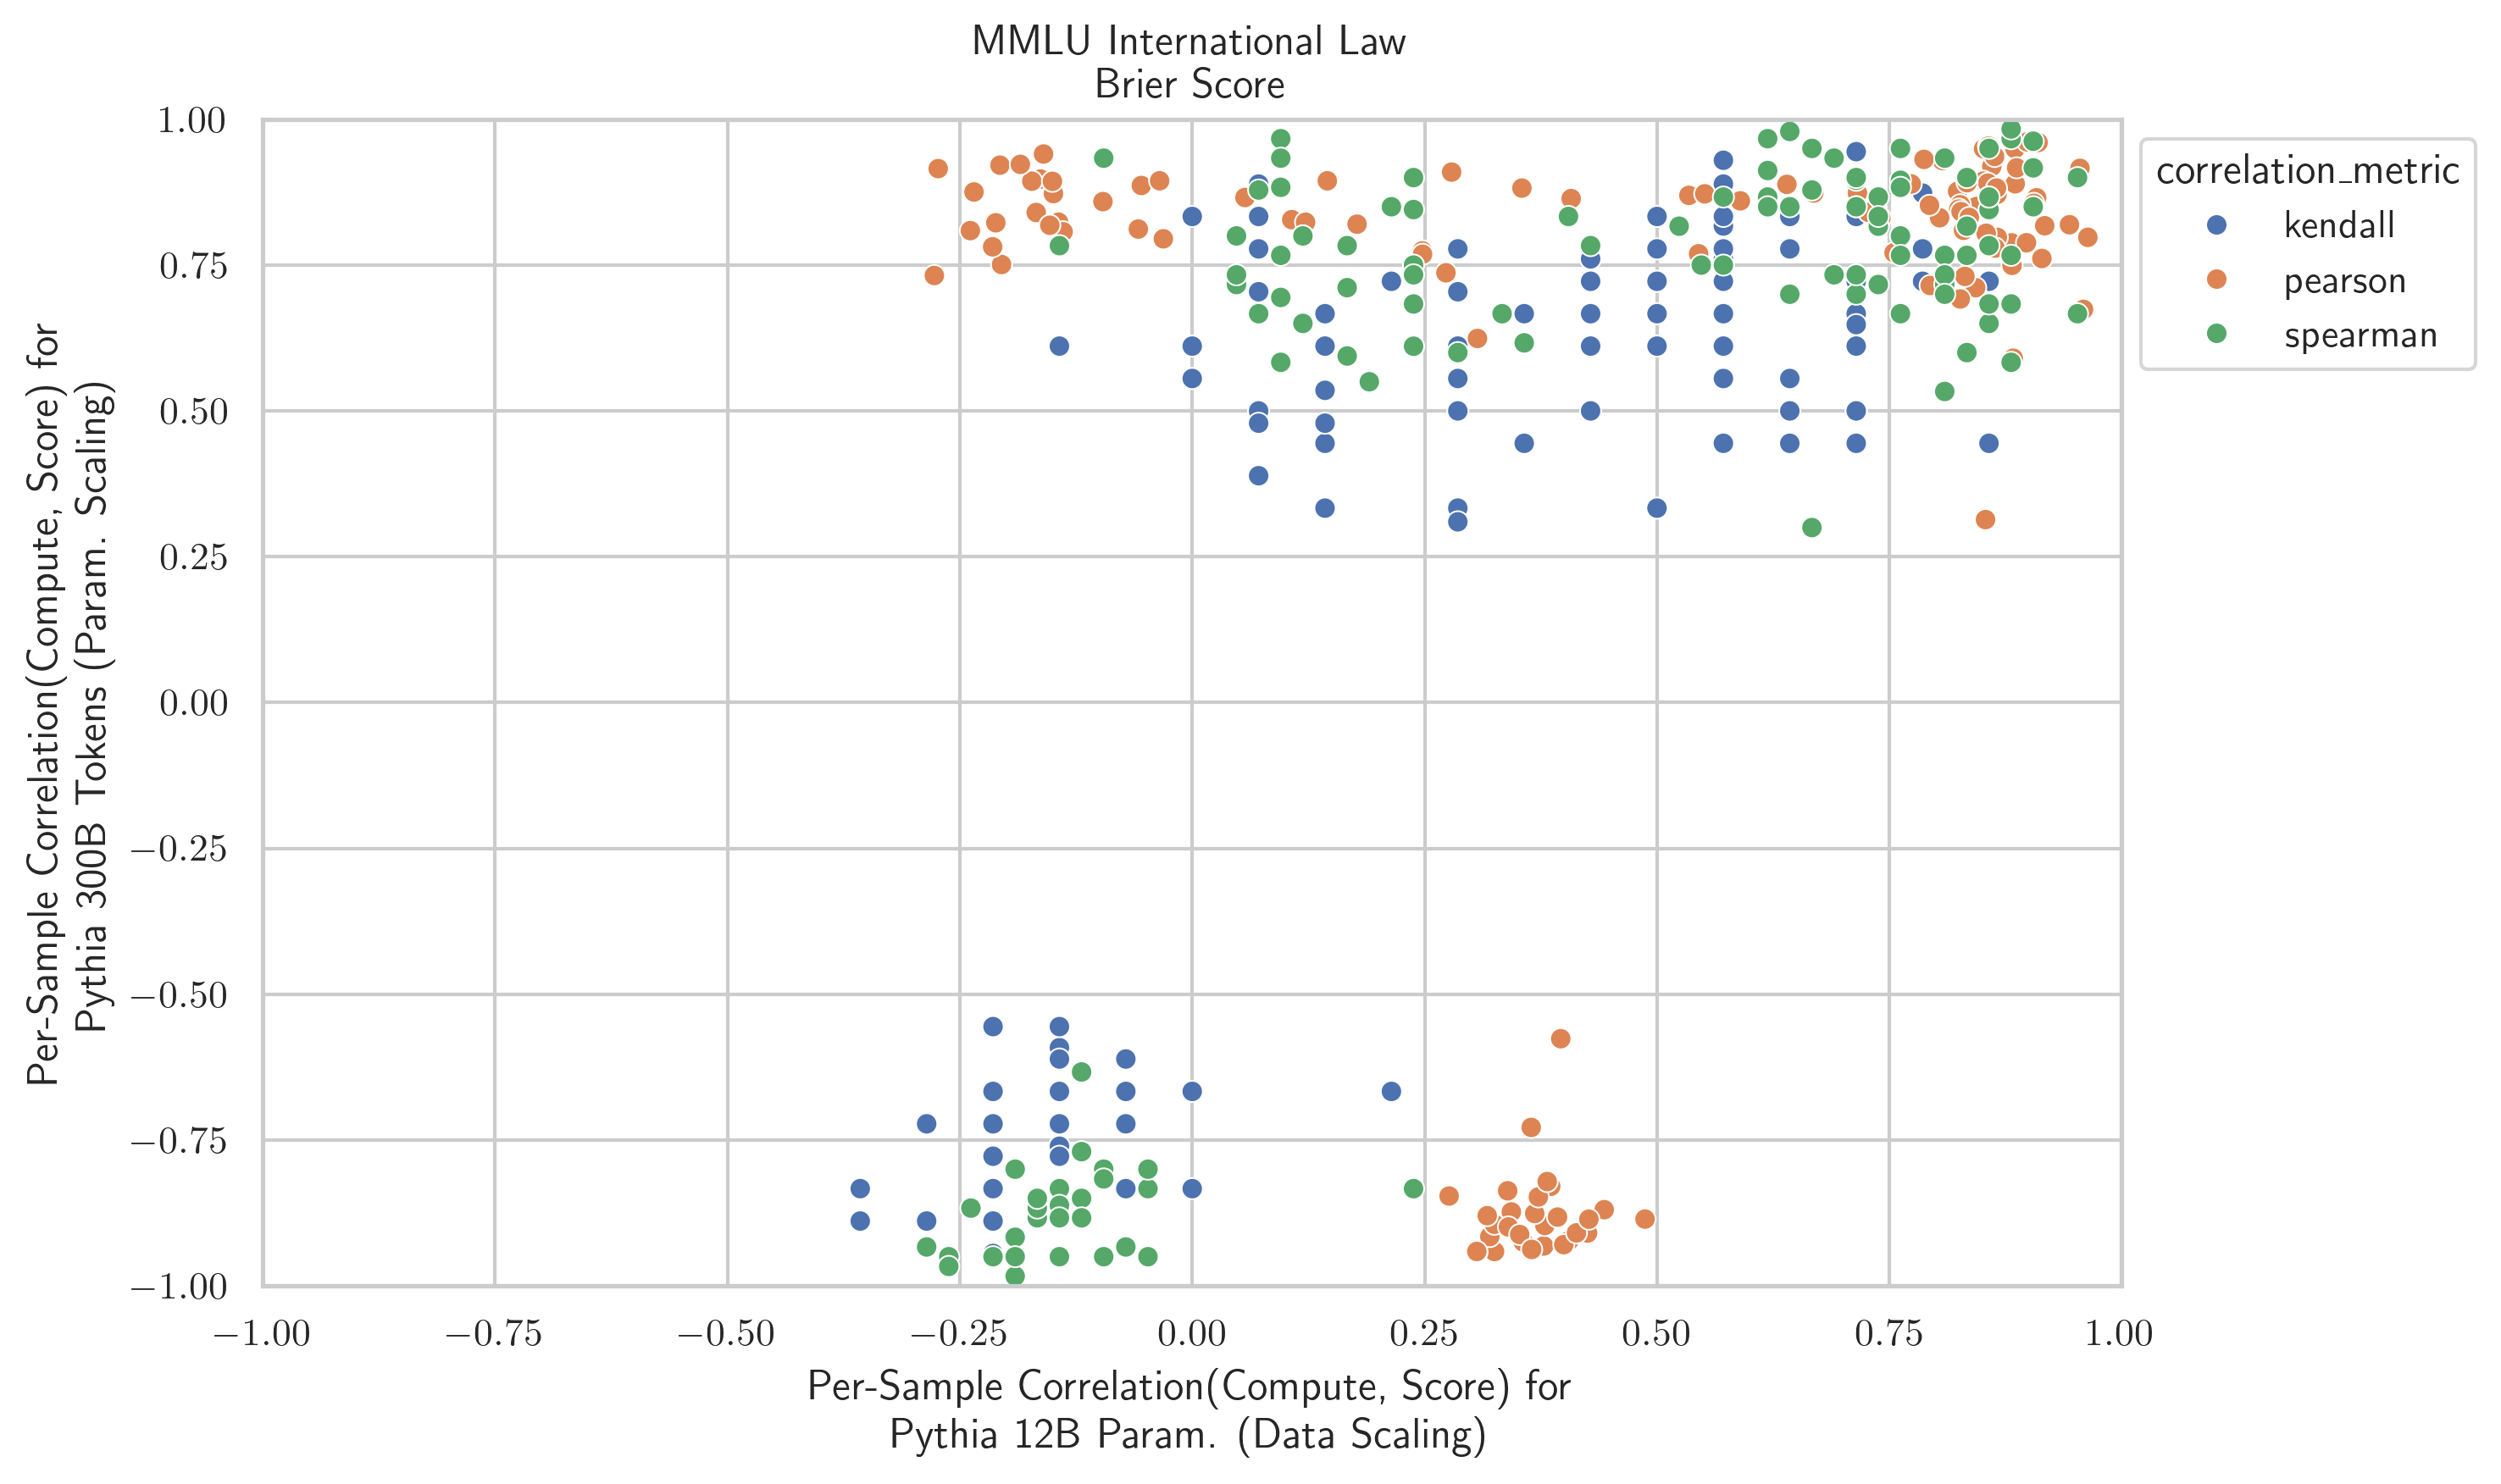 MMLU International Law
Brier Score
Per-Sample Correlation(Compute, Score) for
Pythia 300B Tokens (Param. Scaling)
1.00
0.75
0.50
0.25
0.00
−0.25
−0.50
−0.75
−1.00
−1.00 −0.75 −0.50 −0.25 0.00 0.25 0.50 0.75 1.00
Per-Sample Correlation(Compute, Score) for
Pythia 12B Param. (Data Scaling)
correlation_metric
kendall
pearson
spearman